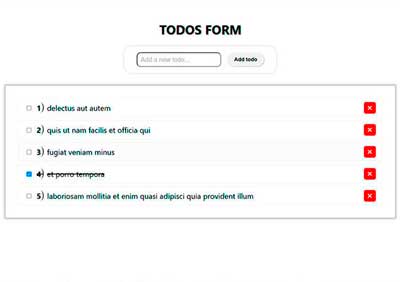 TODOS FORM
Add a new todo...
Add todo
1) delectus aut autem
2) quis ut nam facilis et officia qui
3) fugiat veniam minus
4) et porro tempora
5) laboriosam mollitia et enim quasi adipisci quia provident illum